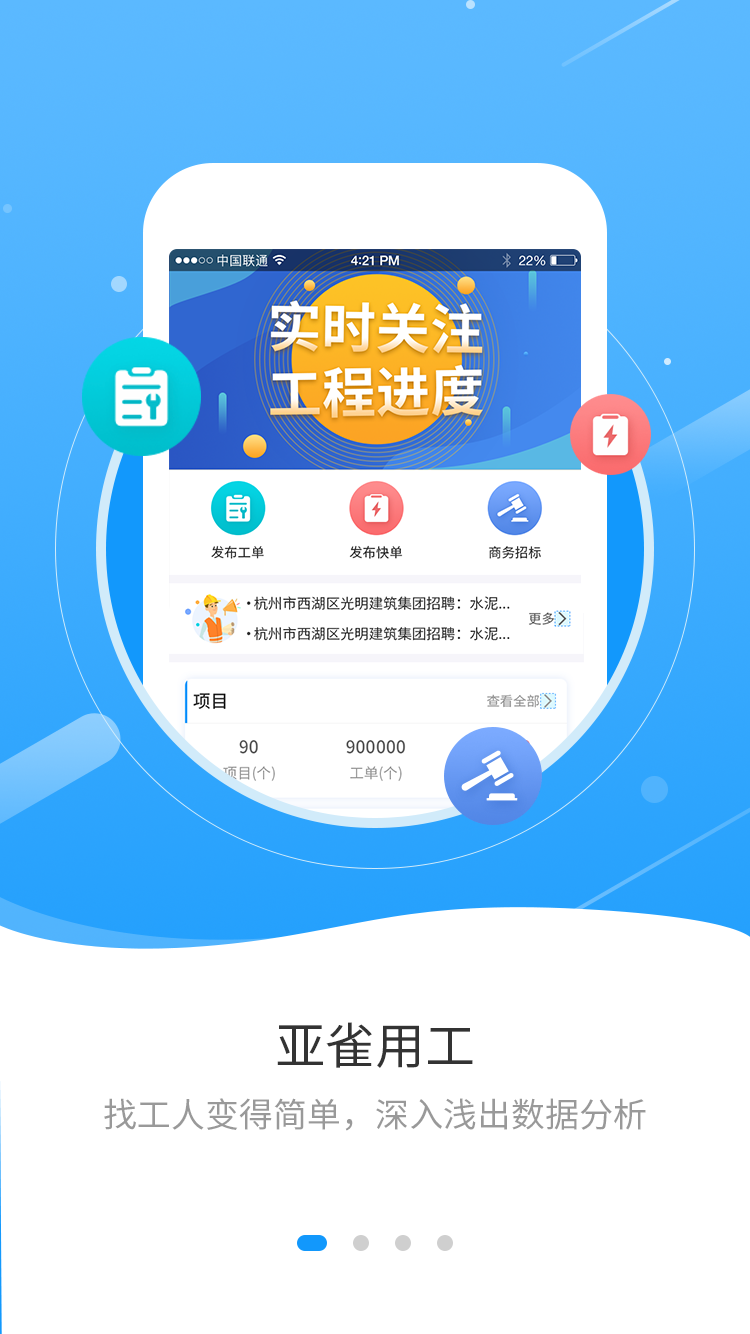 中国联通 4:21 PM 22%
实时关注
工程进度
发布工单 发布快单 商务招标
•杭州市西湖区光明建筑集团招聘：水泥...
更多
•杭州市西湖区光明建筑集团招聘：水泥...
项目 查看全部
90 900000
项目(个) 工单(个)
亚雀用工
找工人变得简单，深入浅出数据分析